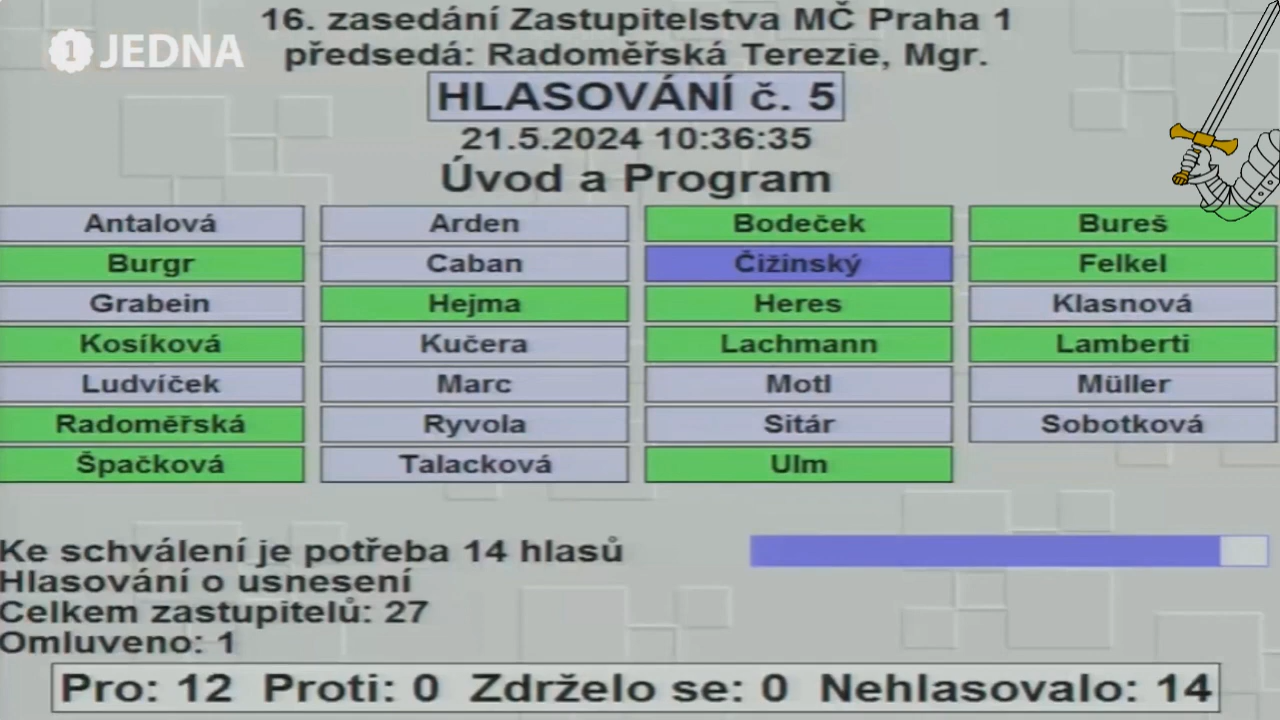 1 JEDNA
16. zasedání Zastupitelstva MČ Praha 1
předsedá: Radoměřská Terezie, Mgr.
HLASOVÁNÍ č. 5
21.5.2024 10:36:35
Úvod a Program
Antalová Arden Bodeček Bureš
Burgr Caban Čižinský Felkel
Grabein Hejma Heres Klasnová
Kosíková Kučera Lachmann Lamberti
Ludvíček Marc Motl Müller
Radoměřská Ryvola Sitár Sobotková
Špačková Talacková Ulm
Ke schválení je potřeba 14 hlasů
Hlasování o usnesení
Celkem zastupitelů: 27
Omluveno: 1
Pro: 12 Proti: 0 Zdrželo se: 0 Nehlasovalo: 14